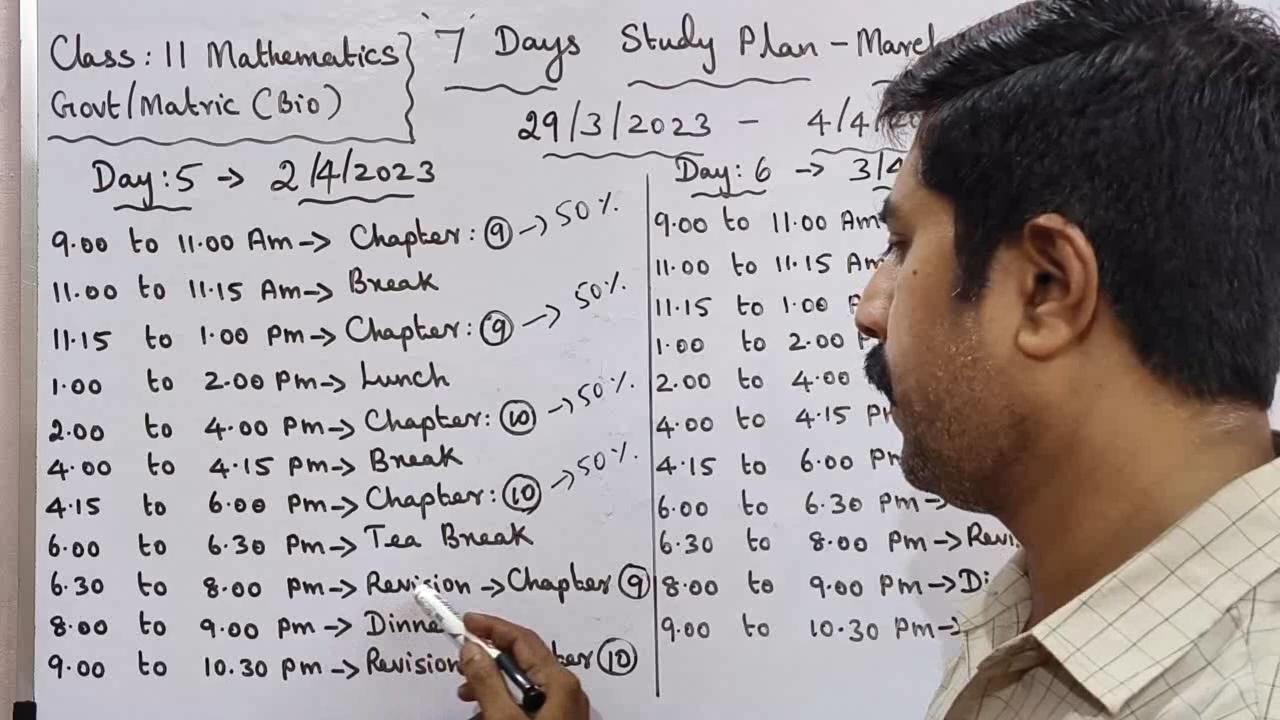 Class: 11 Mathematics
Govt/Matric (Bio)
'7' Days Study Plan - March
29/3/2023 - 4/4/
Day: 5 → 2/4/2023
9.00 to 11.00 Am → Chapter: 9 → 50%
11.00 to 11.15 Am → Break
11.15 to 1.00 Pm → Chapter: 9 → 50%
1.00 to 2.00 Pm → Lunch
2.00 to 4.00 Pm → Chapter: 10 → 50%
4.00 to 4.15 Pm → Break
4.15 to 6.00 Pm → Chapter: 10 → 50%
6.00 to 6.30 Pm → Tea Break
6.30 to 8.00 Pm → Revision → Chapter 9
8.00 to 9.00 Pm → Dinne
9.00 to 10.30 Pm → Revision 10
Day: 6 → 3/4
9.00 to 11.00 Am
11.00 to 11.15 Am
11.15 to 1.00
1.00 to 2.00 P
2.00 to 4.00
4.00 to 4.15 Pm
4.15 to 6.00 Pm
6.00 to 6.30 Pm →
6.30 to 8.00 Pm → Revi
8.00 to 9.00 Pm → Di
9.00 to 10.30 Pm →